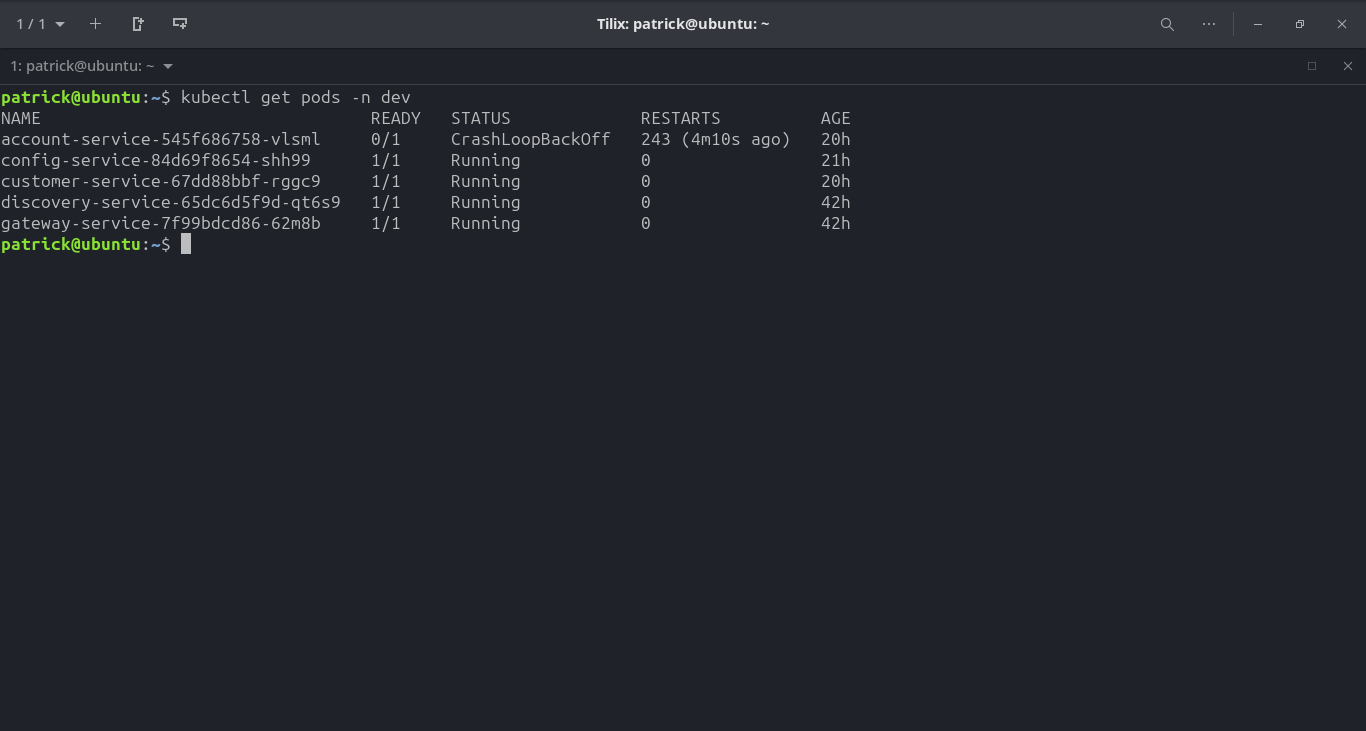 1 / 1 Tilix: patrick@ubuntu: ~
1: patrick@ubuntu: ~
patrick@ubuntu:~$ kubectl get pods -n dev
NAME READY STATUS RESTARTS AGE
account-service-545f686758-vlsml 0/1 CrashLoopBackOff 243 (4m10s ago) 20h
config-service-84d69f8654-shh99 1/1 Running 0 21h
customer-service-67dd88bbf-rggc9 1/1 Running 0 20h
discovery-service-65dc6d5f9d-qt6s9 1/1 Running 0 42h
gateway-service-7f99bdcd86-62m8b 1/1 Running 0 42h
patrick@ubuntu:~$